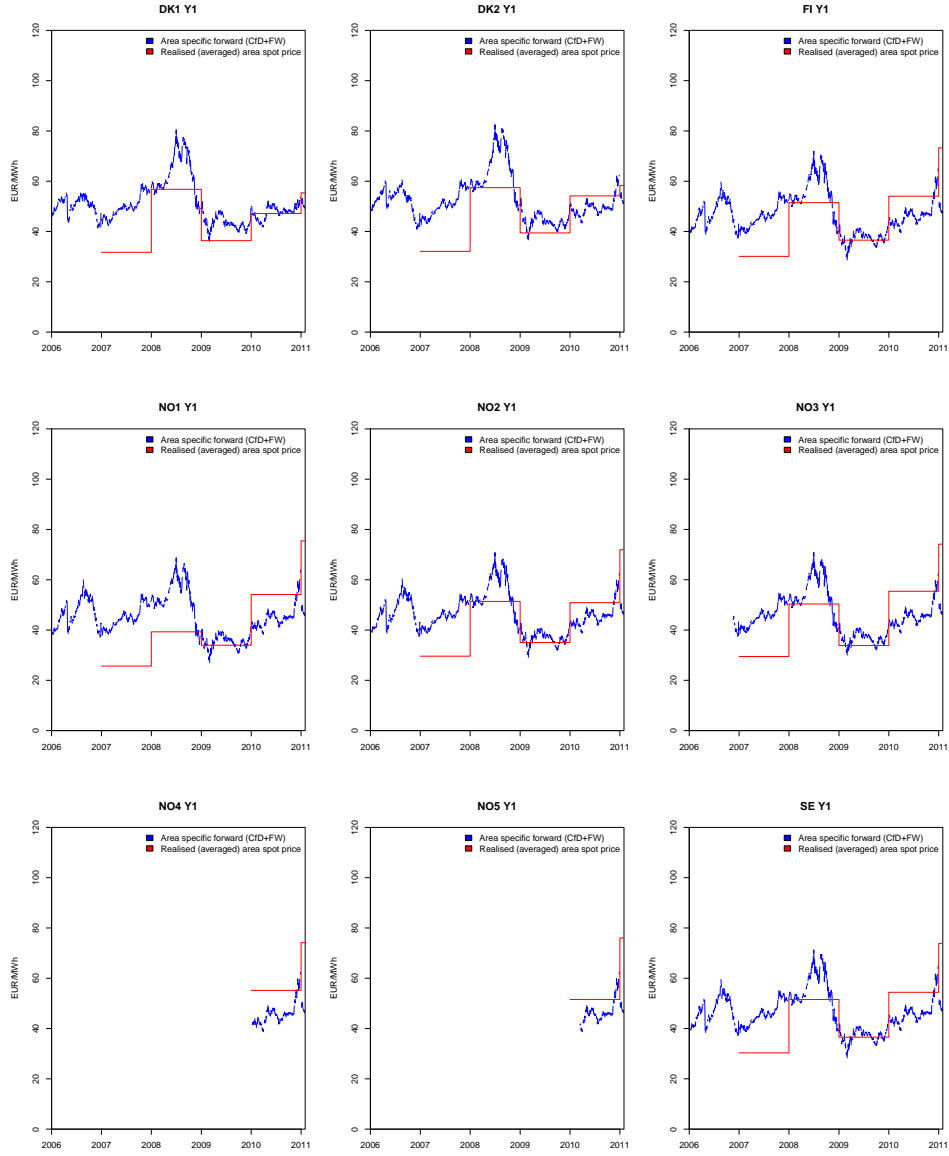 DK1 Y1
DK2 Y1
FI Y1
Area specific forward (CfD+FW)
Realised (averaged) area spot price
Area specific forward (CfD+FW)
Realised (averaged) area spot price
Area specific forward (CfD+FW)
Realised (averaged) area spot price
EUR/MWh
0 20 40 60 80 100 120
2006 2007 2008 2009 2010 2011
EUR/MWh
0 20 40 60 80 100 120
2006 2007 2008 2009 2010 2011
EUR/MWh
0 20 40 60 80 100 120
2006 2007 2008 2009 2010 2011
NO1 Y1
NO2 Y1
NO3 Y1
Area specific forward (CfD+FW)
Realised (averaged) area spot price
Area specific forward (CfD+FW)
Realised (averaged) area spot price
Area specific forward (CfD+FW)
Realised (averaged) area spot price
EUR/MWh
0 20 40 60 80 100 120
2006 2007 2008 2009 2010 2011
EUR/MWh
0 20 40 60 80 100 120
2006 2007 2008 2009 2010 2011
EUR/MWh
0 20 40 60 80 100 120
2006 2007 2008 2009 2010 2011
NO4 Y1
NO5 Y1
SE Y1
Area specific forward (CfD+FW)
Realised (averaged) area spot price
Area specific forward (CfD+FW)
Realised (averaged) area spot price
Area specific forward (CfD+FW)
Realised (averaged) area spot price
EUR/MWh
0 20 40 60 80 100 120
2006 2007 2008 2009 2010 2011
EUR/MWh
0 20 40 60 80 100 120
2006 2007 2008 2009 2010 2011
EUR/MWh
0 20 40 60 80 100 120
2006 2007 2008 2009 2010 2011